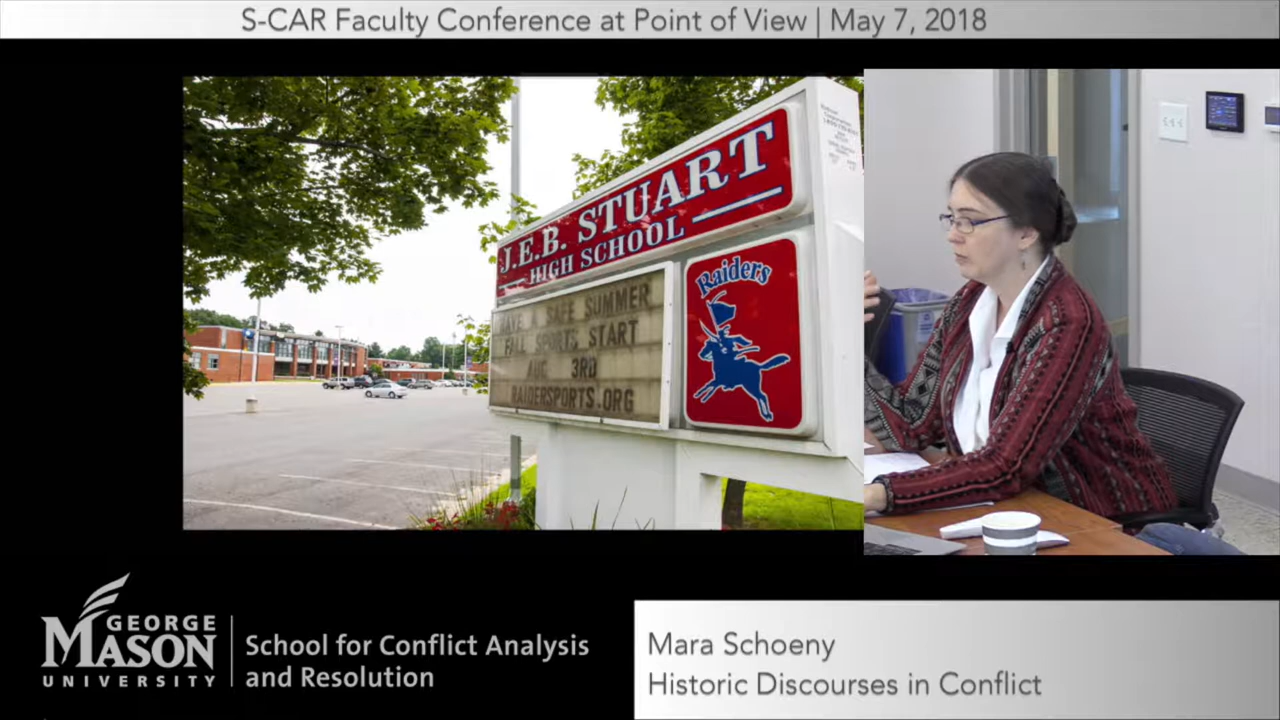 S-CAR Faculty Conference at Point of View | May 7, 2018
J.E.B. STUART
HIGH SCHOOL
Raiders
HAVE A SAFE SUMMER
FALL SPORTS START
AUG 3RD
RAIDERSPORTS.ORG
GEORGE
MASON
UNIVERSITY
School for Conflict Analysis
and Resolution
Mara Schoeny
Historic Discourses in Conflict